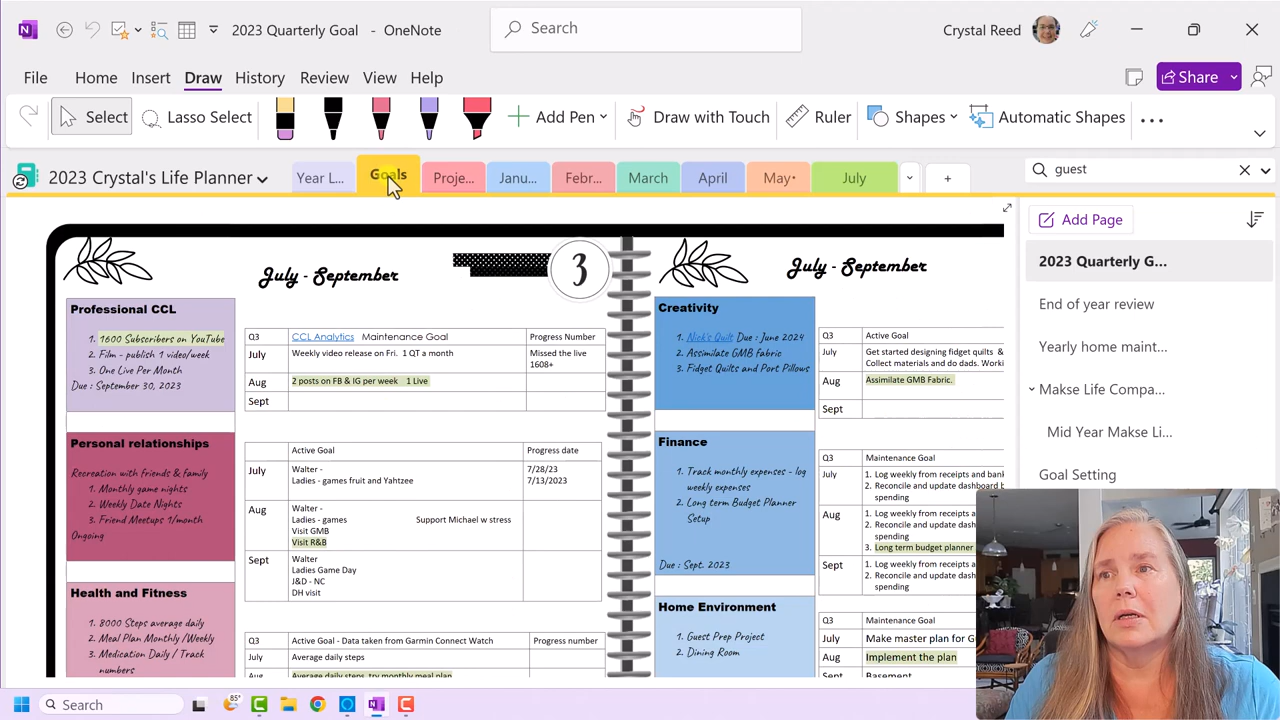 2023 Quarterly Goal - OneNote
Search
Crystal Reed
File Home Insert Draw History Review View Help
Share
Select
Lasso Select
Add Pen
Draw with Touch
Ruler
Shapes
Automatic Shapes
2023 Crystal's Life Planner
Year L...
Goals
Proje...
Janu...
Febr...
March
April
May
July
+
guest
Add Page
2023 Quarterly G...
End of year review
Yearly home maint...
Makse Life Compa...
Mid Year Makse Li...
Goal Setting
July - September
3
Professional CCL
1. 1600 Subscribers on YouTube
2. Film - publish 1 video/week
3. One Live Per Month
Due : September 30, 2023
Q3 CCL Analytics Maintenance Goal Progress Number
July Weekly video release on Fri. 1 QT a month Missed the live
1608+
Aug 2 posts on FB & IG per week 1 Live
Sept
Personal relationships
Recreation with friends & family
1. Monthly game nights
2. Weekly Date Nights
3. Friend Meetups 1/month
Ongoing
Active Goal Progress date
July Walter - 7/28/23
Ladies - games fruit and Yahtzee 7/13/2023
Aug Walter -
Ladies - games Support Michael w stress
Visit GMB
Visit R&B
Sept Walter
Ladies Game Day
J&D - NC
DH visit
Health and Fitness
1. 8000 Steps average daily
2. Meal Plan Monthly /Weekly
3. Medication Daily / Track
numbers
Q3 Active Goal - Data taken from Garmin Connect Watch Progress number
July Average daily steps
Aug Average daily steps, try monthly meal plan
July - September
Creativity
1. Nick's Quilt Due : June 2024
2. Assimilate GMB fabric
3. Fidget Quilts and Port Pillows
Q3 Active Goal
July Get started designing fidget quilts &
Collect materials and do dads. Worki
Aug Assimilate GMB Fabric.
Sept
Finance
1. Track monthly expenses - log
weekly expenses
2. Long term Budget Planner
Setup
Due : Sept. 2023
Maintenance Goal
July 1. Log weekly from receipts and bank
2. Reconcile and update dashboard b
spending
Aug 1. Log weekly from receipts and
2. Reconcile and update dash
spending
3. Long term budget planner
Sept 1. Log weekly from receipts and
2. Reconcile and update dash
spending
Home Environment
1. Guest Prep Project
2. Dining Room
Q3 Maintenance Goal
July Make master plan for G
Aug Implement the plan
Sept Basement
85°
Search